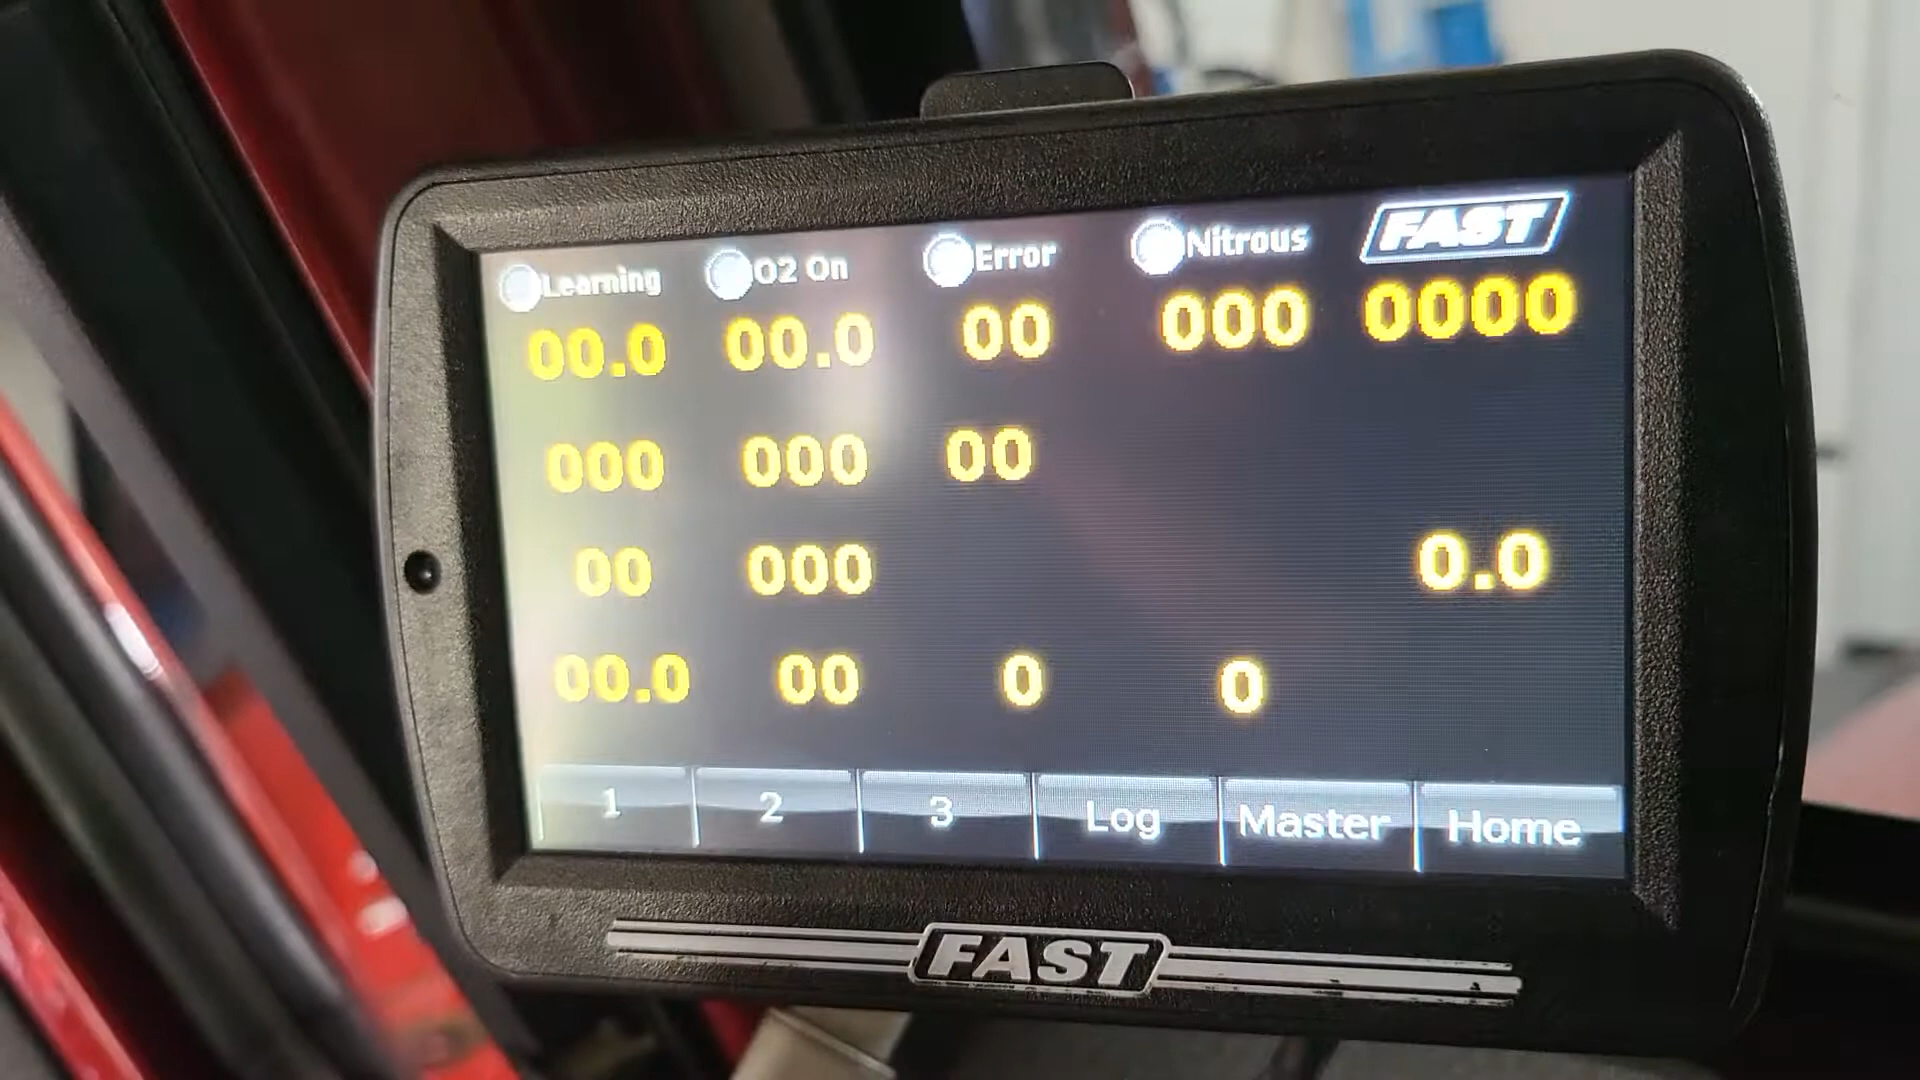 Learning O2 On Error Nitrous FAST
00.0 00.0 00 000 0000
000 000 00
00 000 0.0
00.0 00 0 0
1 2 3 Log Master Home
FAST